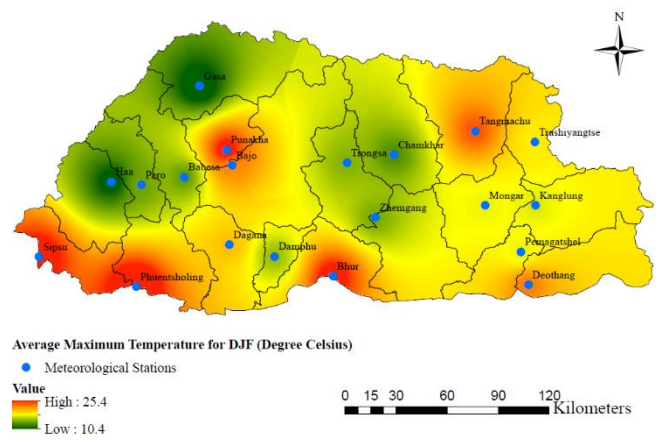 N
Gasa
Punakha
Bajo
Tangmachu
Trashiyangtse
Haa
Paro
Trongsa
Chamkhar
Zhemgang
Mongar
Kanglung
Sipsu
Dagana
Damphu
Pemagatshel
Phuentsholing
Bhur
Deothang
Average Maximum Temperature for DJF (Degree Celsius)
Meteorological Stations
Value
High : 25.4
Low : 10.4
0 15 30 60 90 120 Kilometers